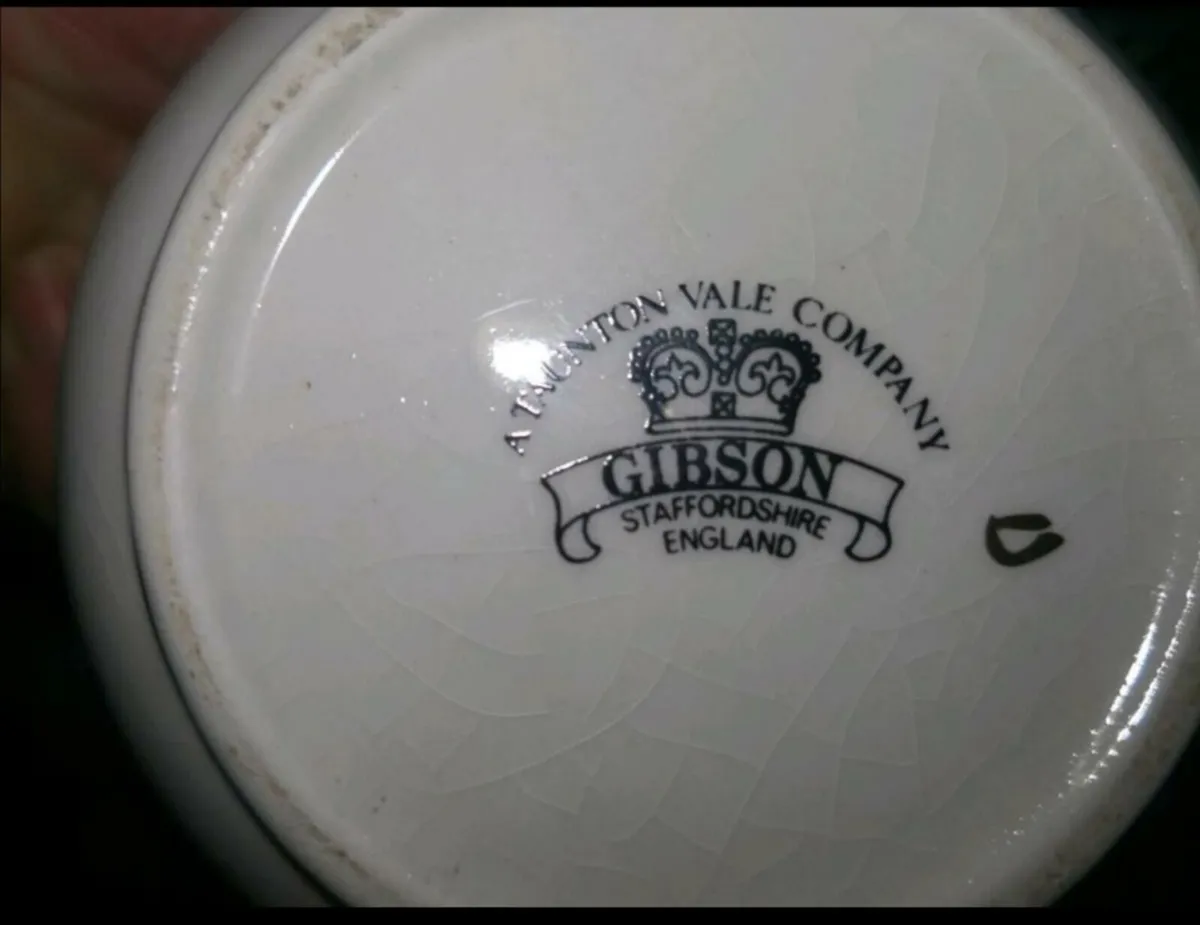 A TAUNTON VALE COMPANY
GIBSON
STAFFORDSHIRE
ENGLAND
D